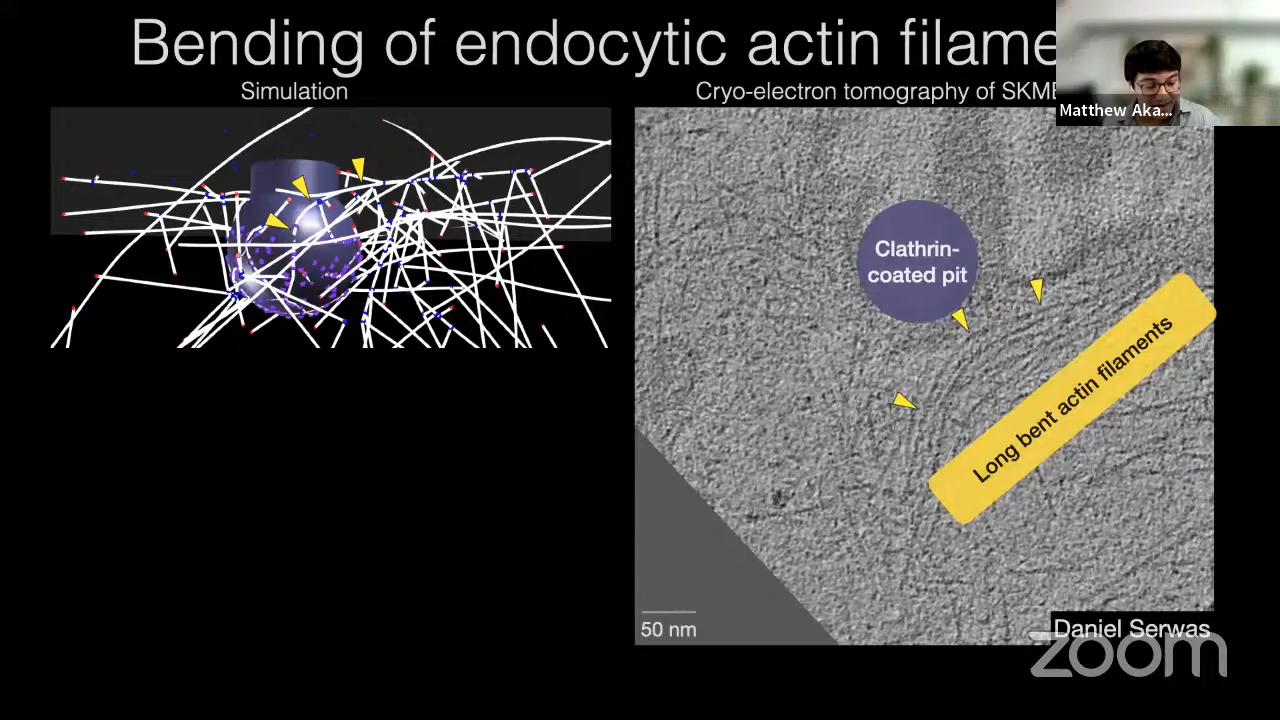 Bending of endocytic actin filame
Simulation
Cryo-electron tomography of SKME
Matthew Aka...
Clathrin-
coated pit
Long bent actin filaments
50 nm
Daniel Serwas
zoom